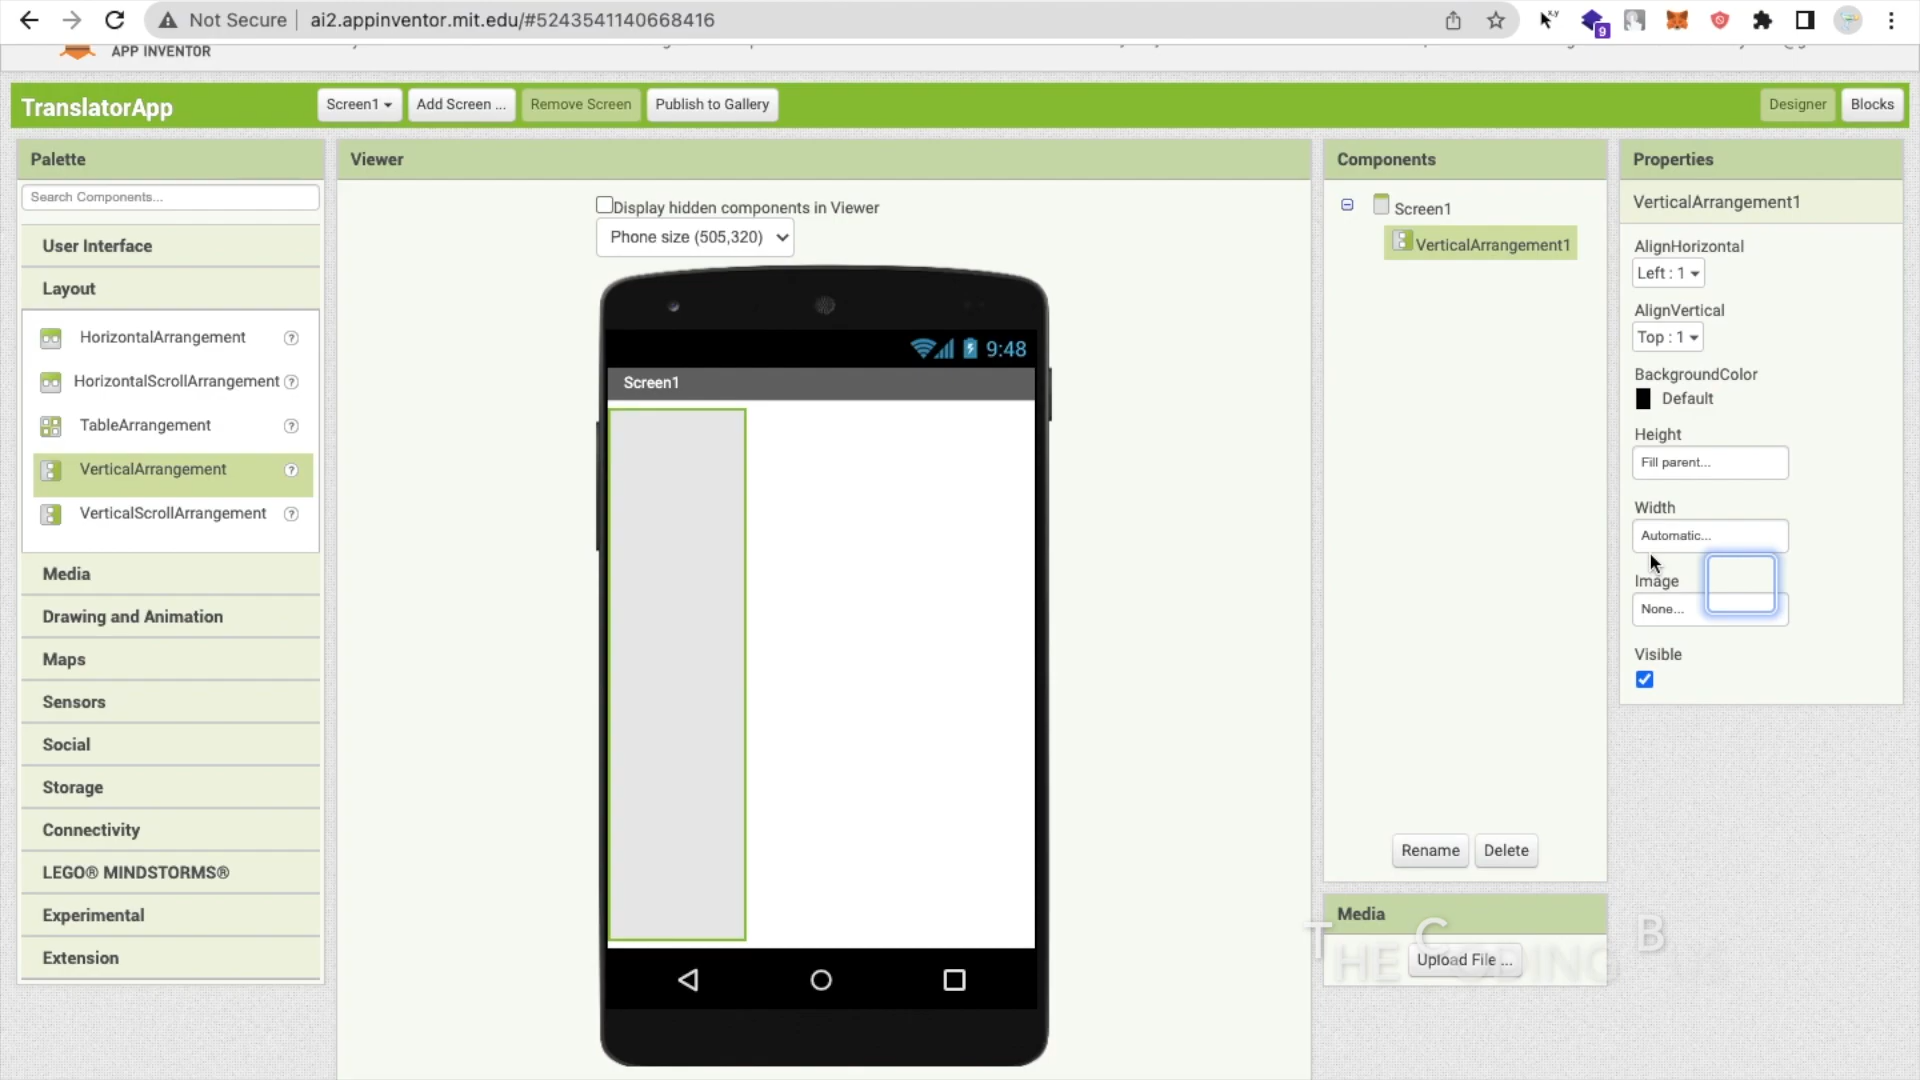 Not Secure
ai2.appinventor.mit.edu/#5243541140668416
9
APP INVENTOR
TranslatorApp
Screen1
Add Screen ...
Remove Screen
Publish to Gallery
Designer
Blocks
Palette
Search Components...
User Interface
Layout
HorizontalArrangement ?
HorizontalScrollArrangement ?
TableArrangement ?
VerticalArrangement ?
VerticalScrollArrangement ?
Media
Drawing and Animation
Maps
Sensors
Social
Storage
Connectivity
LEGO® MINDSTORMS®
Experimental
Extension
Viewer
Display hidden components in Viewer
Phone size (505,320)
9:48
Screen1
Components
Screen1
VerticalArrangement1
Rename
Delete
Media
Upload File ...
T C B
THE CODING
Properties
VerticalArrangement1
AlignHorizontal
Left : 1
AlignVertical
Top : 1
BackgroundColor
Default
Height
Fill parent...
Width
Automatic...
Image
None...
Visible